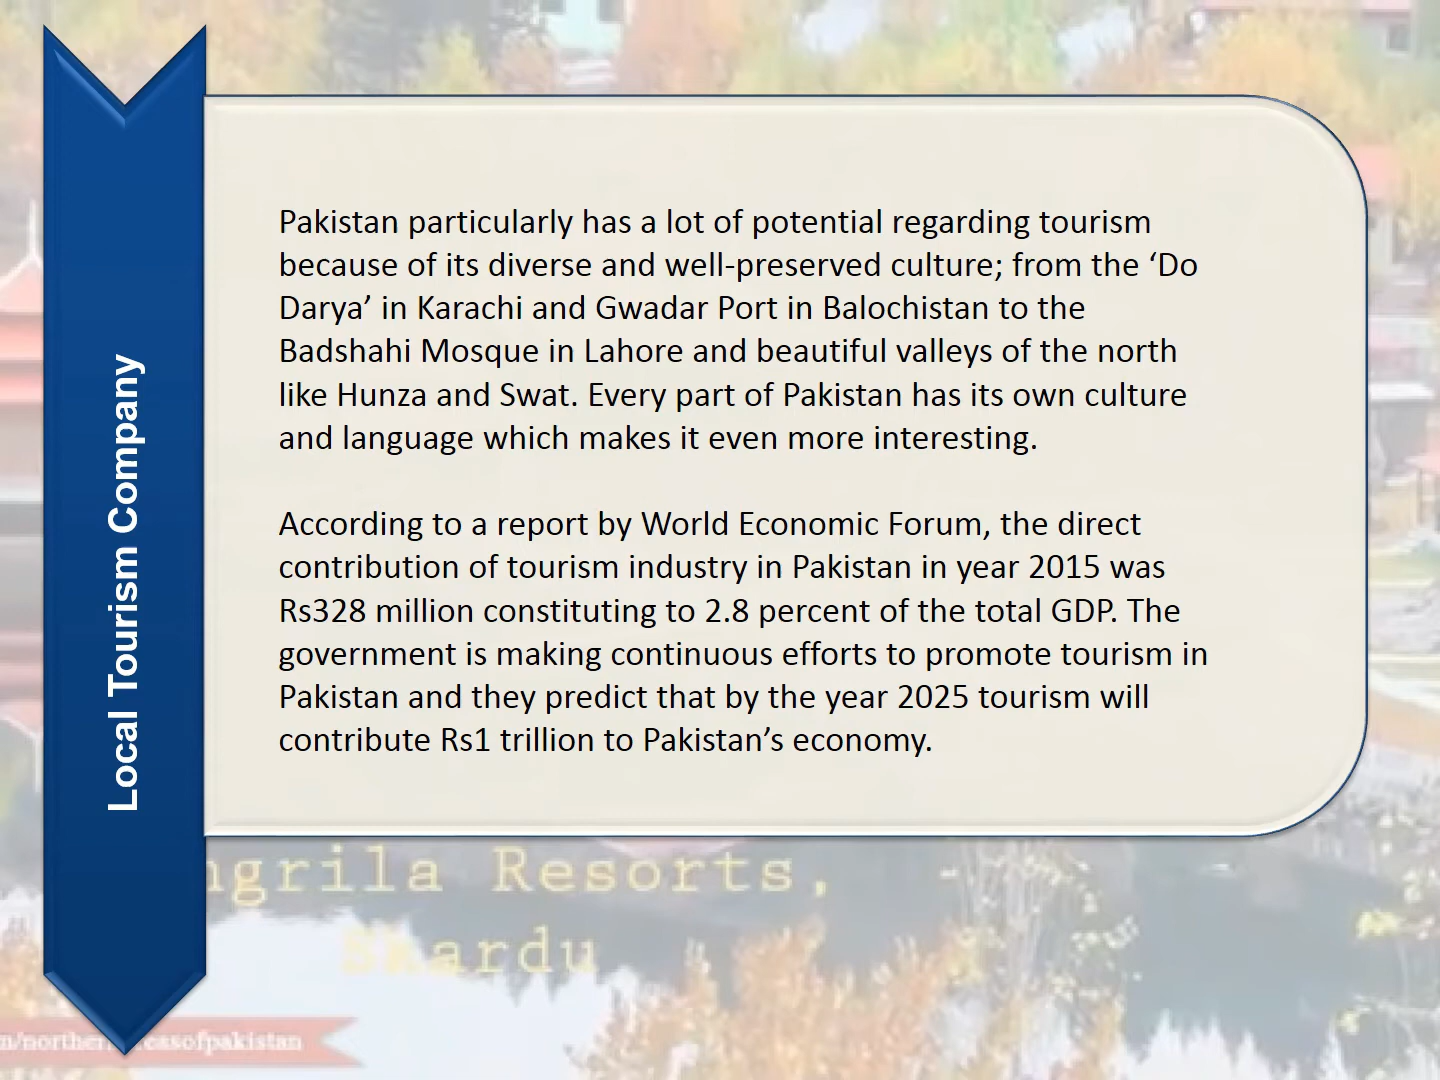 Local Tourism Company
Pakistan particularly has a lot of potential regarding tourism
because of its diverse and well-preserved culture; from the ‘Do
Darya’ in Karachi and Gwadar Port in Balochistan to the
Badshahi Mosque in Lahore and beautiful valleys of the north
like Hunza and Swat. Every part of Pakistan has its own culture
and language which makes it even more interesting.
According to a report by World Economic Forum, the direct
contribution of tourism industry in Pakistan in year 2015 was
Rs328 million constituting to 2.8 percent of the total GDP. The
government is making continuous efforts to promote tourism in
Pakistan and they predict that by the year 2025 tourism will
contribute Rs1 trillion to Pakistan’s economy.
Resorts,
Skardu